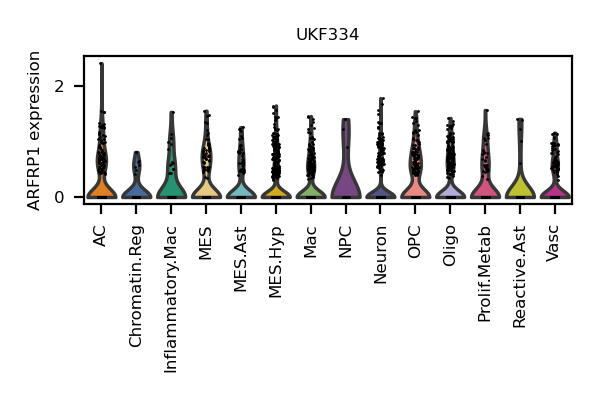 UKF334
ARFRP1 expression
2
0
AC
Chromatin.Reg
Inflammatory.Mac
MES
MES.Ast
MES.Hyp
Mac
NPC
Neuron
OPC
Oligo
Prolif.Metab
Reactive.Ast
Vasc